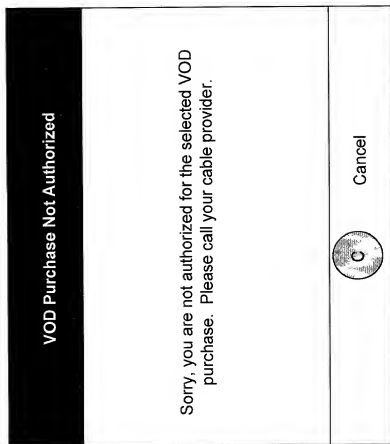 VOD Purchase Not Authorized
Sorry, you are not authorized for the selected VOD
purchase. Please call your cable provider.
C
Cancel